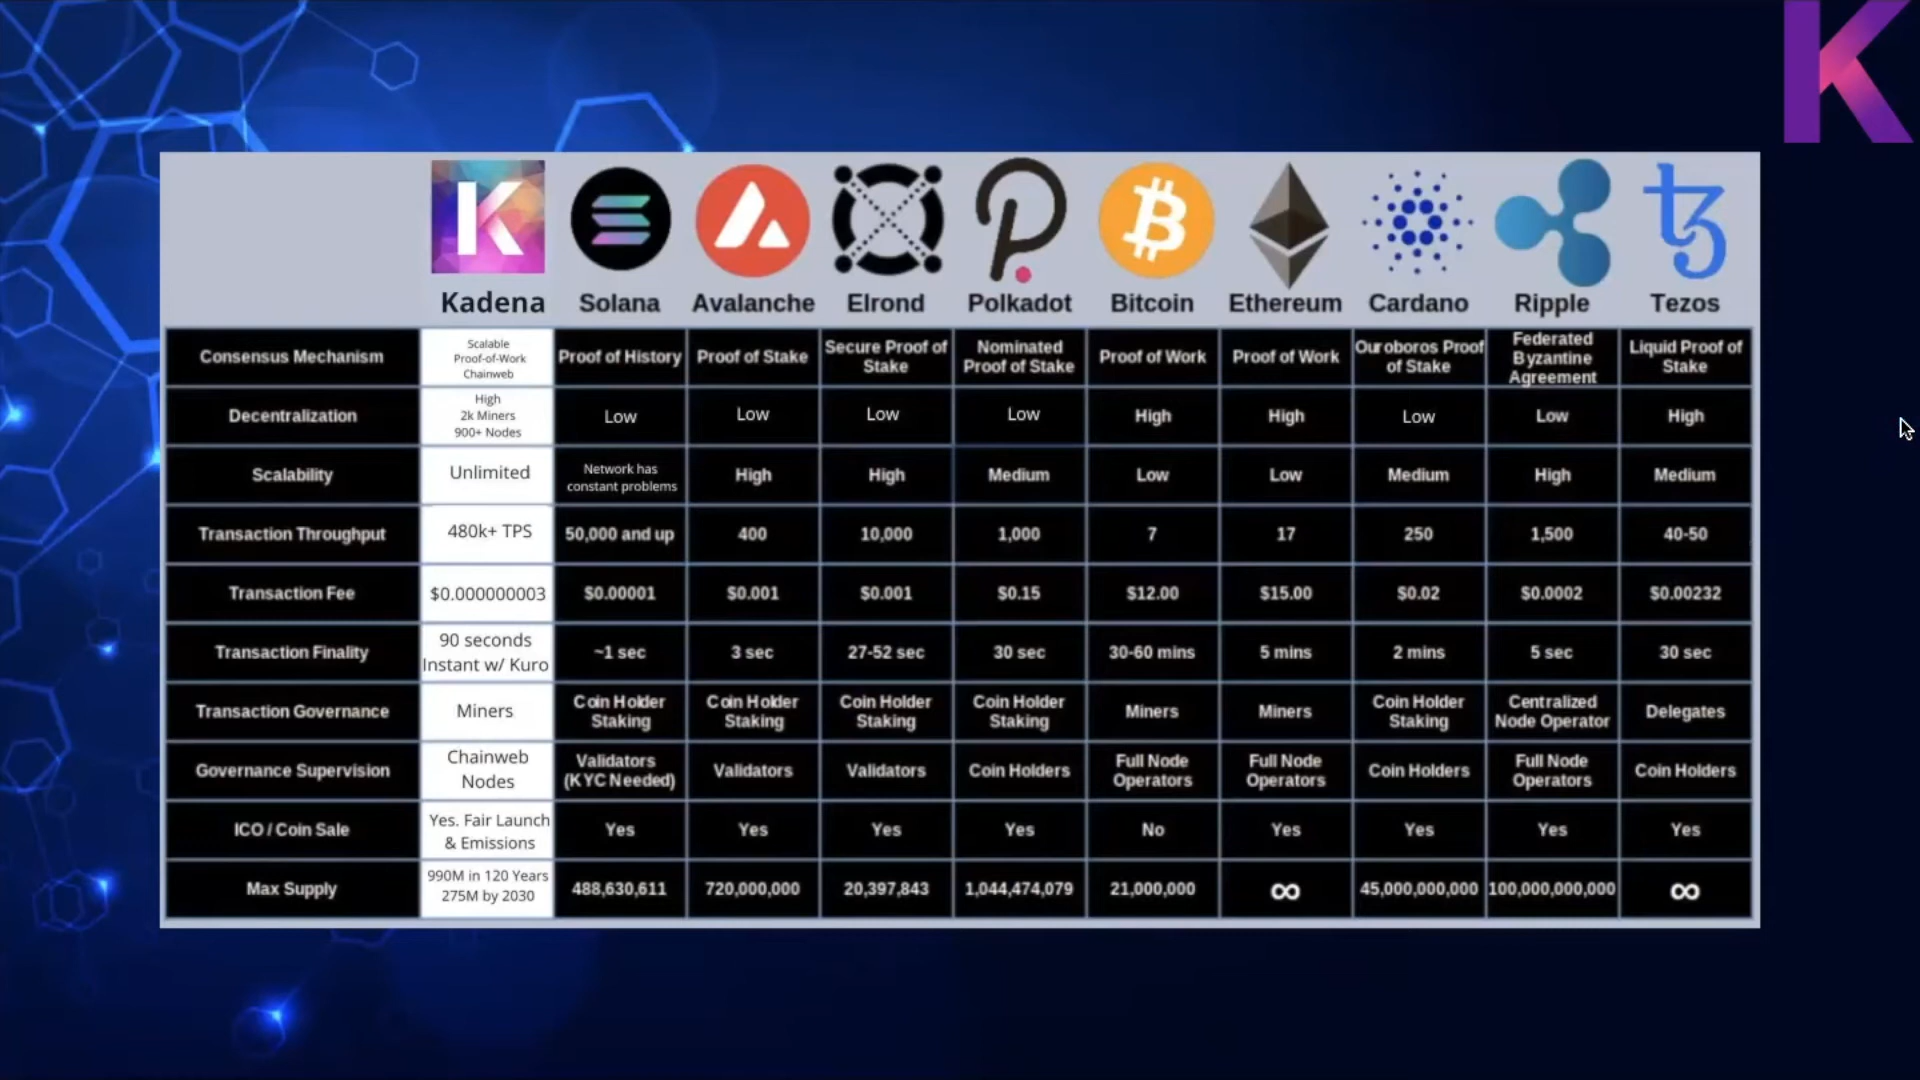 Kadena Solana Avalanche Elrond Polkadot Bitcoin Ethereum Cardano Ripple Tezos
Consensus Mechanism
Scalable
Proof-of-Work
Chainweb
Proof of History
Proof of Stake
Secure Proof of
Stake
Nominated
Proof of Stake
Proof of Work
Proof of Work
Ouroboros Proof
of Stake
Federated
Byzantine
Agreement
Liquid Proof of
Stake
Decentralization
High
2k Miners
900+ Nodes
Low
Low
Low
Low
High
High
Low
Low
High
Scalability
Unlimited
Network has
constant problems
High
High
Medium
Low
Low
Medium
High
Medium
Transaction Throughput
480k+ TPS
50,000 and up
400
10,000
1,000
7
17
250
1,500
40-50
Transaction Fee
$0.000000003
$0.00001
$0.001
$0.001
$0.15
$12.00
$15.00
$0.02
$0.0002
$0.00232
Transaction Finality
90 seconds
Instant w/ Kuro
~1 sec
3 sec
27-52 sec
30 sec
30-60 mins
5 mins
2 mins
5 sec
30 sec
Transaction Governance
Miners
Coin Holder
Staking
Coin Holder
Staking
Coin Holder
Staking
Coin Holder
Staking
Miners
Miners
Coin Holder
Staking
Centralized
Node Operator
Delegates
Governance Supervision
Chainweb
Nodes
Validators
(KYC Needed)
Validators
Validators
Coin Holders
Full Node
Operators
Full Node
Operators
Coin Holders
Full Node
Operators
Coin Holders
ICO / Coin Sale
Yes. Fair Launch
& Emissions
Yes
Yes
Yes
Yes
No
Yes
Yes
Yes
Yes
Max Supply
990M in 120 Years
275M by 2030
488,630,611
720,000,000
20,397,843
1,044,474,079
21,000,000
∞
45,000,000,000
100,000,000,000
∞